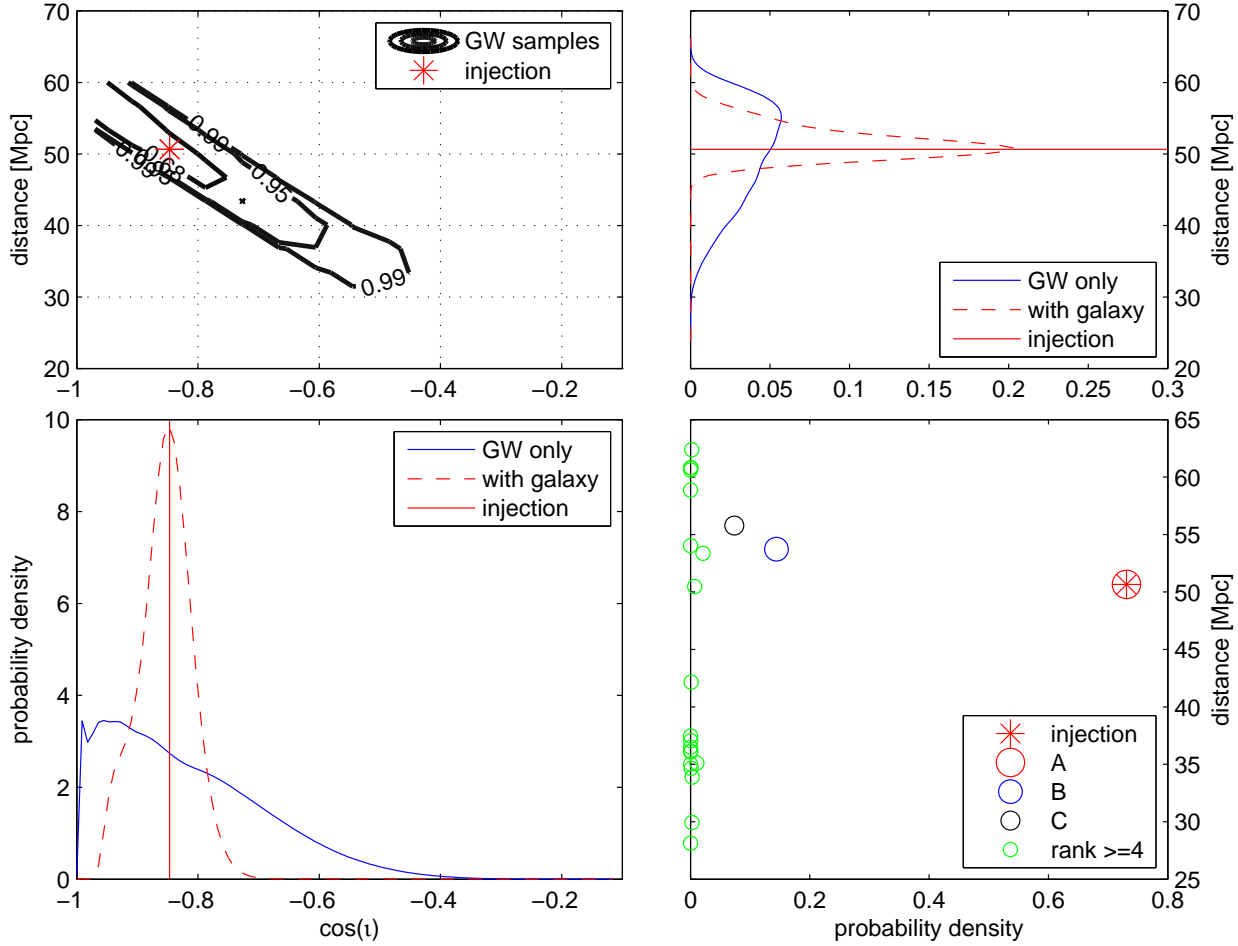 70
60
50
40
30
20
distance [Mpc]
−1
−0.8
−0.6
−0.4
−0.2
GW samples
injection
0.99
0.95
0.68
0.99
70
60
50
40
30
20
distance [Mpc]
0
0.05
0.1
0.15
0.2
0.25
0.3
GW only
with galaxy
injection
10
8
6
4
2
0
probability density
−1
−0.8
−0.6
−0.4
−0.2
cos(ι)
GW only
with galaxy
injection
65
60
55
50
45
40
35
30
25
distance [Mpc]
0
0.2
0.4
0.6
0.8
probability density
injection
A
B
C
rank >=4